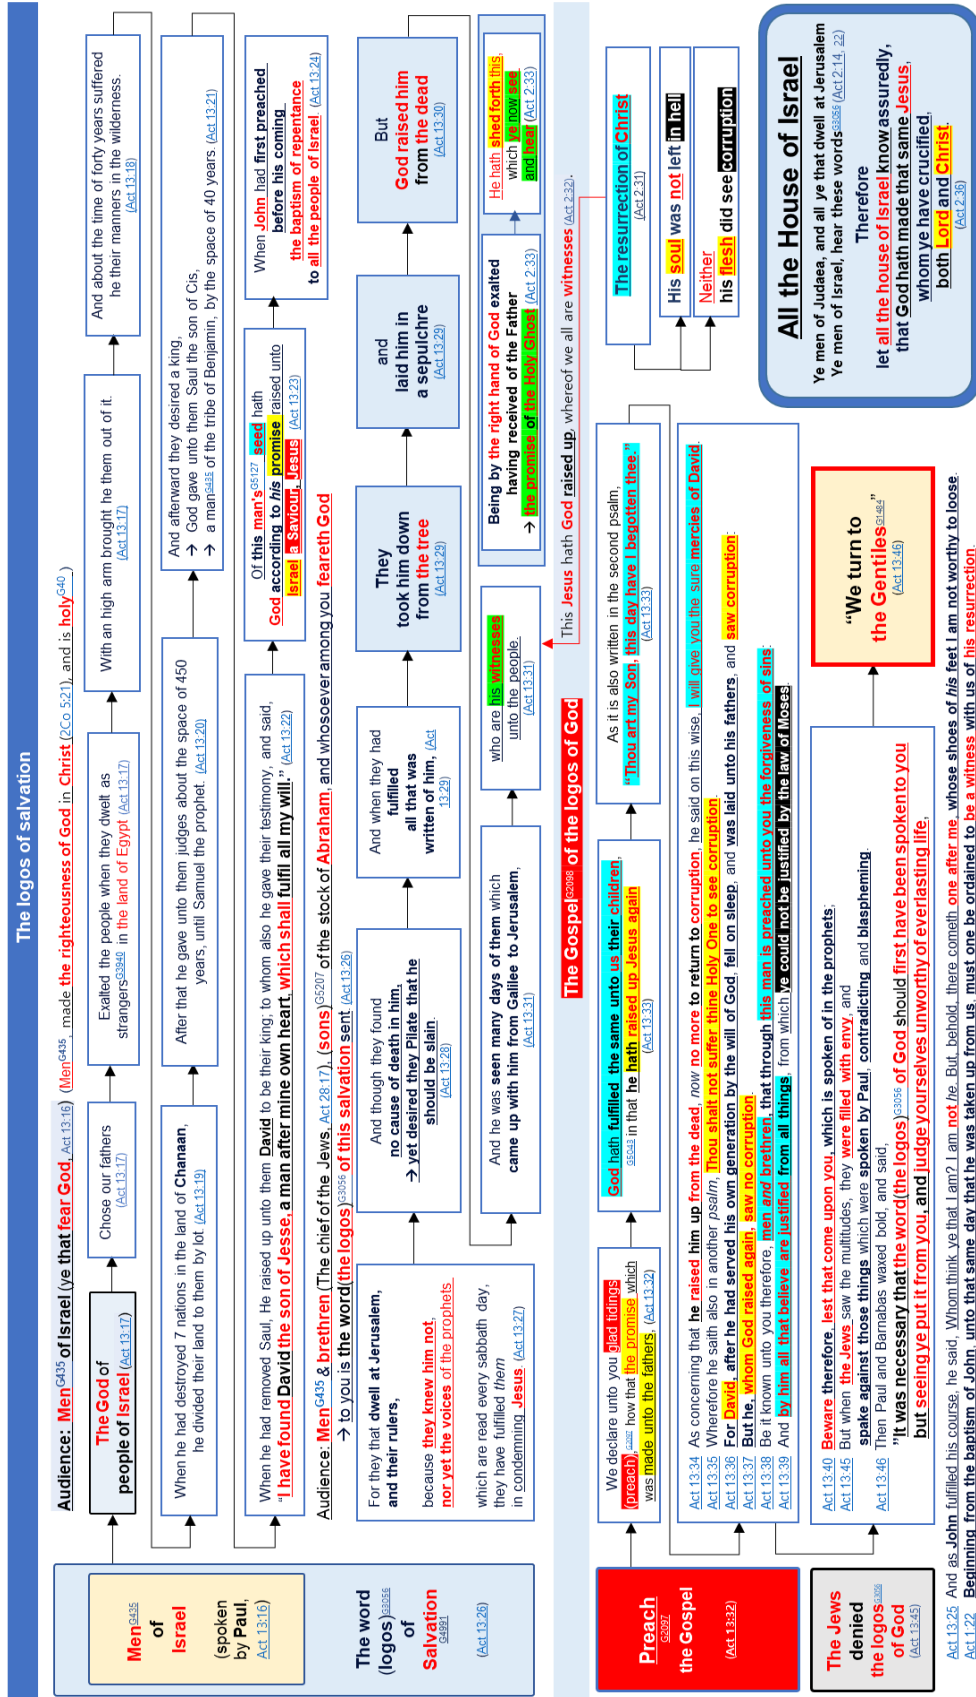 The logos of salvation
Men G435
of
Israel
(spoken
by Paul,
Act 13:16)
The word
(logos)G3056
of
Salvation
G4991
(Act 13:26)
Audience: MenG435 of Israel (ye that fear God, Act 13:16) (MenG435, made the righteousness of God in Christ (2Co 5:21), and is holyG40 )
The God of
people of Israel (Act 13:17)
Chose our fathers
(Act 13:17)
Exalted the people when they dwelt as
strangersG3940 in the land of Egypt (Act 13:17)
With an high arm brought he them out of it.
(Act 13:17)
And about the time of forty years suffered
he their manners in the wilderness.
(Act 13:18)
When he had destroyed 7 nations in the land of Chanan,
he divided their land to them by lot. (Act 13:19)
After that he gave unto them judges about the space of 450
years, until Samuel the prophet. (Act 13:20)
And afterward they desired a king,
→ God gave unto them Saul the son of Cis,
→ a manG435 of the tribe of Benjamin, by the space of 40 years. (Act 13:21)
When he had removed Saul, He raised up unto them David to be their king; to whom also he gave their testimony, and said,
“I have found David the son of Jesse, a man after mine own heart, which shall fulfil all my will.” (Act 13:22)
Of this man'sG5127 seed hath
God according to his promise raised unto
Israel a Saviour, Jesus (Act 13:23)
When John had first preached
before his coming
the baptism of repentance
to all the people of Israel. (Act 13:24)
Audience: MenG435 & brethren (The chief of the Jews, Act 28:17), (sons)G5207 of the stock of Abraham, and whosoever among you feareth God
→ to you is the word(the logos)G3056 of this salvation sent. (Act 13:26)
For they that dwell at Jerusalem,
and their rulers,
because they knew him not,
nor yet the voices of the prophets
which are read every sabbath day,
they have fulfilled them
in condemning Jesus. (Act 13:27)
And though they found
no cause of death in him,
→ yet desired they Pilate that he
should be slain.
(Act 13:28)
And when they had
fulfilled
all that was
written of him, (Act
13:29)
They
took him down
from the tree
(Act 13:29)
and
laid him in
a sepulchre
(Act 13:29)
But
God raised him
from the dead
(Act 13:30)
And he was seen many days of them which
came up with him from Galilee to Jerusalem,
(Act 13:31)
who are his witnesses
unto the people.
(Act 13:31)
Being by the right hand of God exalted
having received of the Father
→ the promise of the Holy Ghost (Act 2:33)
He hath shed forth this,
which ye now see
and hear (Act 2:33)
The GospelG2098 of the logos of God
This Jesus hath God raised up, whereof we all are witnesses (Act 2:32).
Preach
G2097
the Gospel
(Act 13:32)
We declare unto you glad tidings
(preach),G2097 how that the promise which
was made unto the fathers, (Act 13:32)
God hath fulfilled the same unto us their children,
G5043 in that he hath raised up Jesus again
(Act 13:33)
As it is also written in the second psalm,
“Thou art my Son, this day have I begotten thee.”
(Act 13:33)
The resurrection of Christ
(Act 2:31)
His soul was not left in hell
Neither
his flesh did see corruption
Act 13:34 As concerning that he raised him up from the dead, now no more to return to corruption, he said on this wise, I will give you the sure mercies of David.
Act 13:35 Wherefore he saith also in another psalm, Thou shalt not suffer thine Holy One to see corruption.
Act 13:36 For David, after he had served his own generation by the will of God, fell on sleep, and was laid unto his fathers, and saw corruption:
Act 13:37 But he, whom God raised again, saw no corruption.
Act 13:38 Be it known unto you therefore, men and brethren, that through this man is preached unto you the forgiveness of sins:
Act 13:39 And by him all that believe are justified from all things, from which ye could not be justified by the law of Moses.
The Jews
denied
the logosG3056
of God
(Act 13:45)
Act 13:40 Beware therefore, lest that come upon you, which is spoken of in the prophets;
Act 13:45 But when the Jews saw the multitudes, they were filled with envy, and
spake against those things which were spoken by Paul, contradicting and blaspheming.
Act 13:46 Then Paul and Barnabas waxed bold, and said,
"It was necessary that the word(the logos)G3056 of God should first have been spoken to you
but seeing ye put it from you, and judge yourselves unworthy of everlasting life,
“We turn to
the GentilesG1484”
(Act 13:46)
All the House of Israel
Ye men of Judaea, and all ye that dwell at Jerusalem
Ye men of Israel, hear these wordsG3056 (Act 2:14, 22)
Therefore
let all the house of Israel know assuredly,
that God hath made that same Jesus,
whom ye have crucified,
both Lord and Christ.
(Act 2:36)
Act 13:25 And as John fulfilled his course, he said, Whom think ye that I am? I am not he. But, behold, there cometh one after me, whose shoes of his feet I am not worthy to loose.
Act 1:22 Beginning from the baptism of John, unto that same day that he was taken up from us, must one be ordained to be a witness with us of his resurrection.